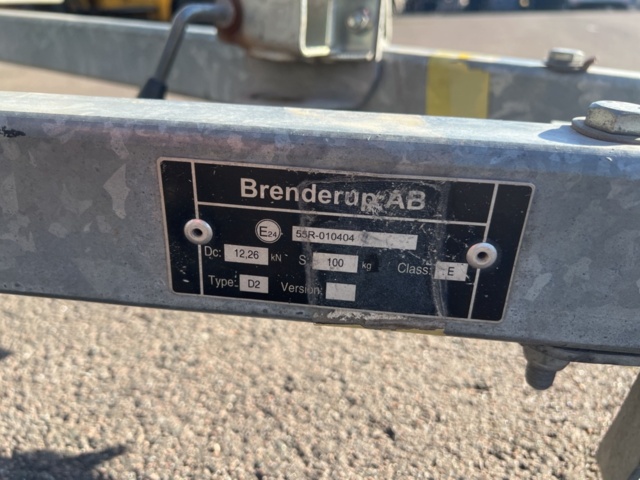 Brenderup AB
E24 55R-010404
Dc: 12,26 kN S 100 kg Class: E
Type: D2 Version: